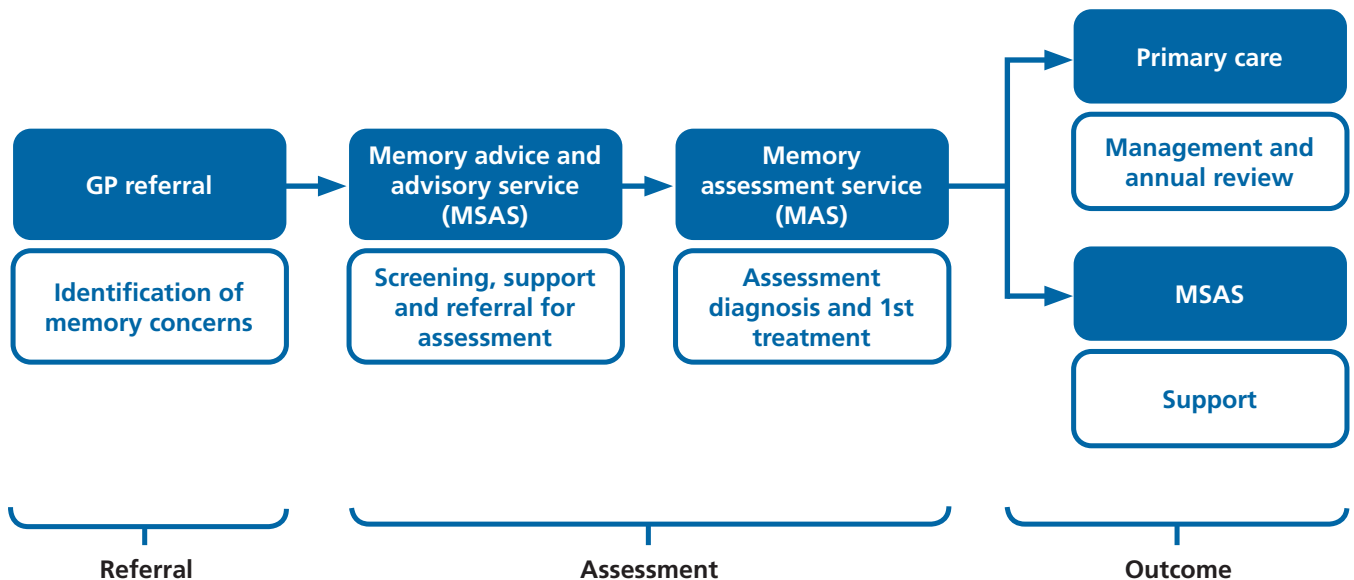 GP referral
Identification of
memory concerns
Memory advice and
advisory service
(MSAS)
Screening, support
and referral for
assessment
Memory
assessment service
(MAS)
Assessment
diagnosis and 1st
treatment
Primary care
Management and
annual review
MSAS
Support
Referral
Assessment
Outcome